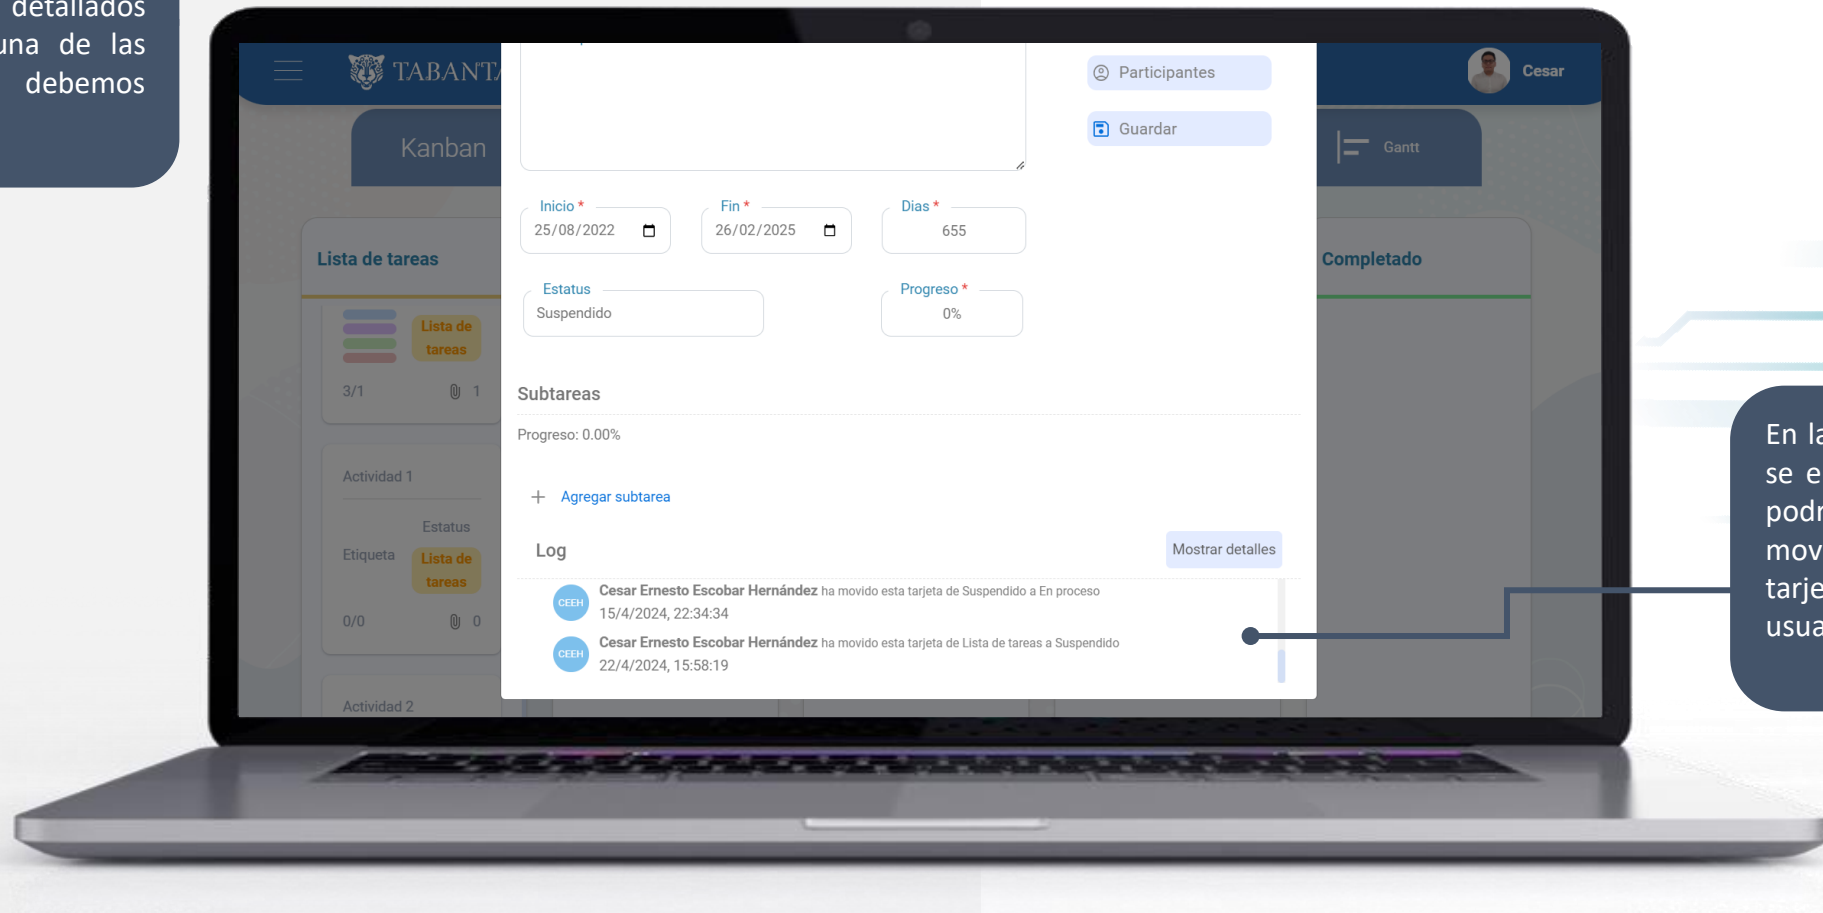 detallados
una de las
debemos
TABANT
Cesar
Kanban
Gantt
Participantes
Guardar
Inicio *
Fin *
Dias *
25/08/2022
26/02/2025
655
Lista de tareas
Completado
Estatus
Progreso *
Suspendido
0%
Lista de
tareas
3/1
1
Subtareas
Progreso: 0.00%
Actividad 1
Agregar subtarea
Estatus
Etiqueta
Lista de
tareas
0/0
0
Actividad 2
Log
Mostrar detalles
CEEH
Cesar Ernesto Escobar Hernández ha movido esta tarjeta de Suspendido a En proceso
15/4/2024, 22:34:34
CEEH
Cesar Ernesto Escobar Hernández ha movido esta tarjeta de Lista de tareas a Suspendido
22/4/2024, 15:58:19
En la
se e
podr
mov
tarje
usua